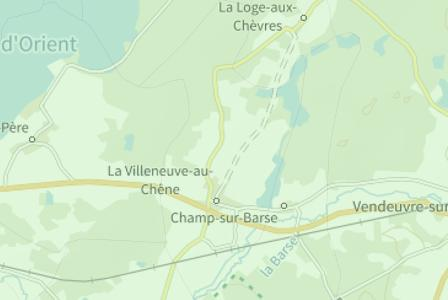 La Loge-aux-
Chèvres
d'Orient
-Père
La Villeneuve-au-
Chêne
Champ-sur-Barse
Vendeuvre-sur
la Barse